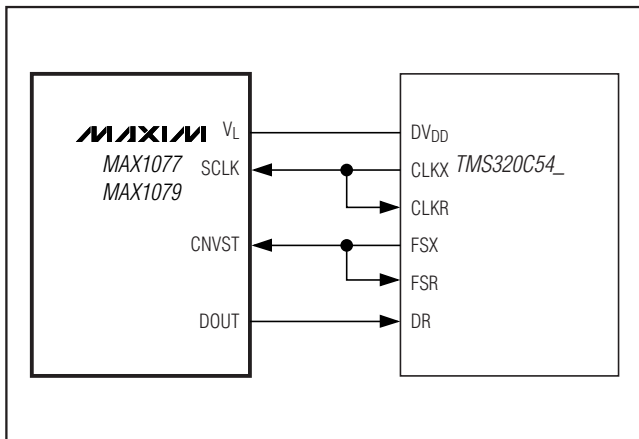 MAXIM
MAX1077
MAX1079
VL
SCLK
CNVST
DOUT
DVDD
CLKX
CLKR
FSX
FSR
DR
TMS320C54_